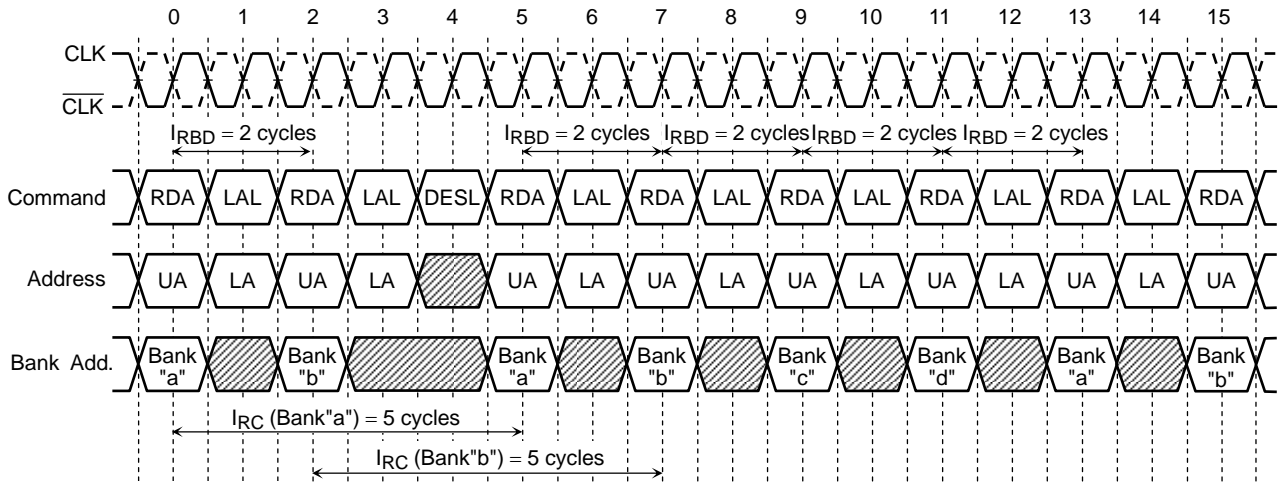 0 1 2 3 4 5 6 7 8 9 10 11 12 13 14 15
CLK
CLK
IRBD = 2 cycles IRBD = 2 cycles IRBD = 2 cycles IRBD = 2 cycles IRBD = 2 cycles
Command RDA LAL RDA LAL DESL RDA LAL RDA LAL RDA LAL RDA LAL RDA LAL RDA
Address UA LA UA LA UA LA UA LA UA LA UA LA UA LA UA
Bank Add. Bank Bank Bank Bank Bank Bank Bank Bank
"a" "b" "a" "b" "c" "d" "a" "b"
IRC (Bank"a") = 5 cycles
IRC (Bank"b") = 5 cycles